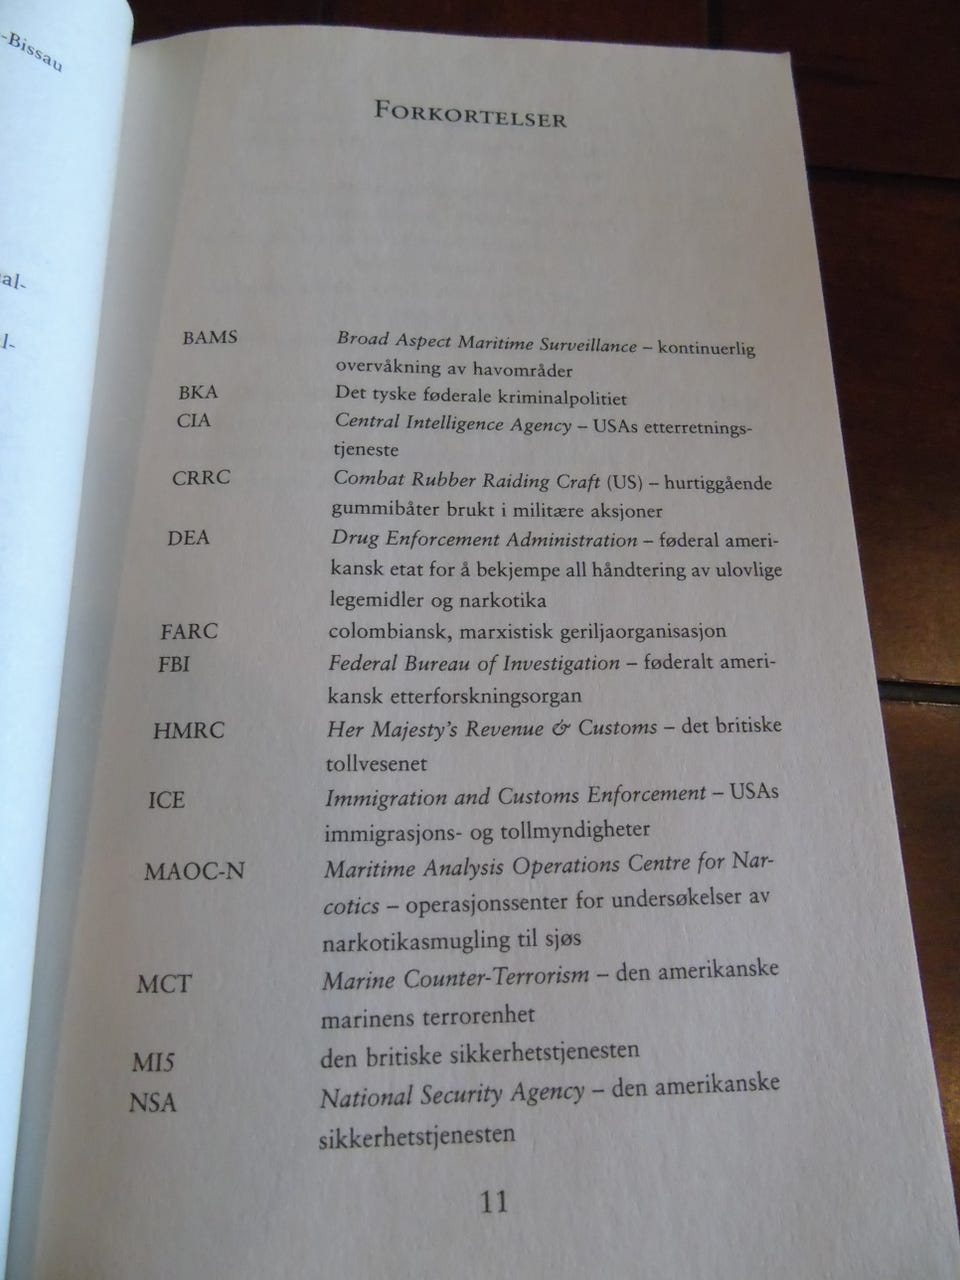 -Bissau
al-
l-
FORKORTELSER
BAMS Broad Aspect Maritime Surveillance – kontinuerlig
overvåkning av havområder
BKA Det tyske føderale kriminalpolitiet
CIA Central Intelligence Agency – USAs etterretnings-
tjeneste
CRRC Combat Rubber Raiding Craft (US) – hurtiggående
gummibåter brukt i militære aksjoner
DEA Drug Enforcement Administration – føderal ameri-
kansk etat for å bekjempe all håndtering av ulovlige
legemidler og narkotika
FARC colombiansk, marxistisk geriljaorganisasjon
FBI Federal Bureau of Investigation – føderalt ameri-
kansk etterforskningsorgan
HMRC Her Majesty's Revenue & Customs – det britiske
tollvesenet
ICE Immigration and Customs Enforcement – USAs
immigrasjons- og tollmyndigheter
MAOC-N Maritime Analysis Operations Centre for Nar-
cotics – operasjonssenter for undersøkelser av
narkotikasmugling til sjøs
MCT Marine Counter-Terrorism – den amerikanske
marinens terrorenhet
MI5 den britiske sikkerhetstjenesten
NSA National Security Agency – den amerikanske
sikkerhetstjenesten
11